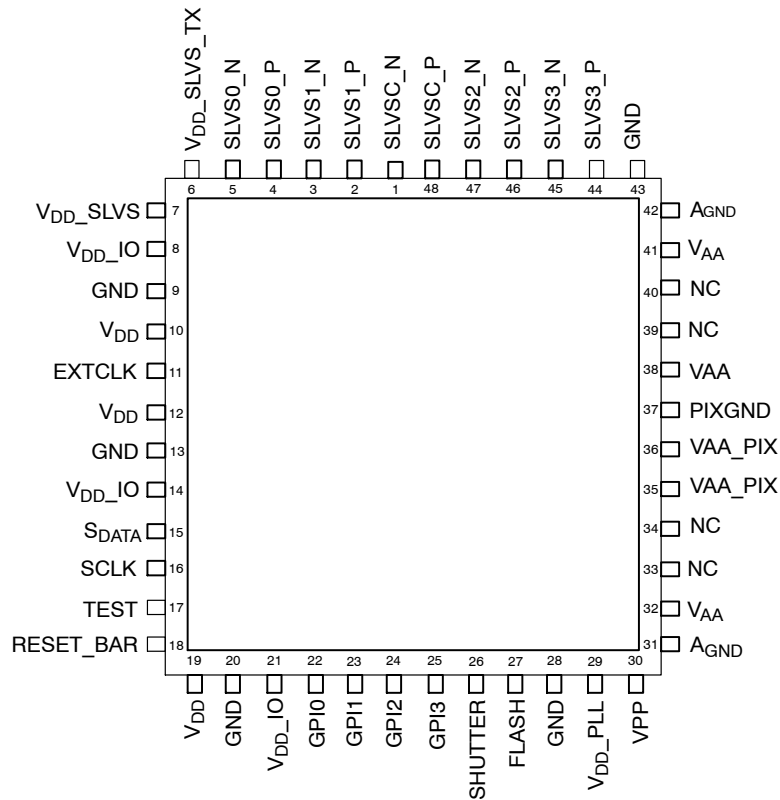 V_DD_SLVS_TX
SLVS0_N
SLVS0_P
SLVS1_N
SLVS1_P
SLVSC_N
SLVSC_P
SLVS2_N
SLVS2_P
SLVS3_N
SLVS3_P
GND
6 5 4 3 2 1 48 47 46 45 44 43
VDD_SLVS 7
VDD_IO 8
GND 9
VDD 10
EXTCLK 11
VDD 12
GND 13
VDD_IO 14
SDATA 15
SCLK 16
TEST 17
RESET_BAR 18
42 AGND
41 VAA
40 NC
39 NC
38 VAA
37 PIXGND
36 VAA_PIX
35 VAA_PIX
34 NC
33 NC
32 VAA
31 AGND
19 20 21 22 23 24 25 26 27 28 29 30
VDD
GND
VDD_IO
GPI0
GPI1
GPI2
GPI3
SHUTTER
FLASH
GND
VDD_PLL
VPP